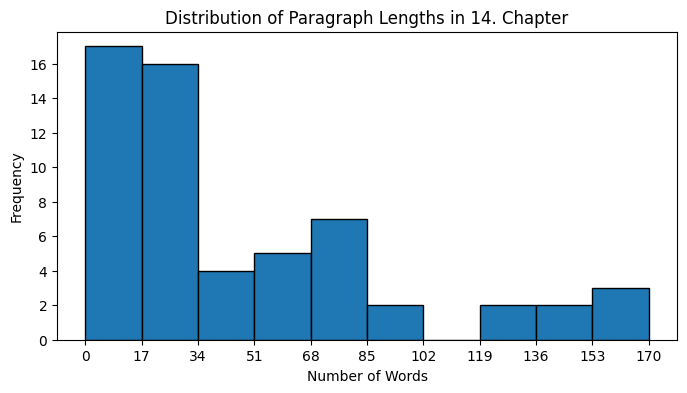 Distribution of Paragraph Lengths in 14. Chapter
Frequency
16
14
12
10
8
6
4
2
0
0 17 34 51 68 85 102 119 136 153 170
Number of Words